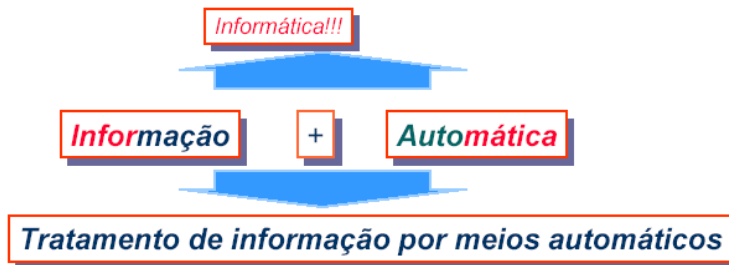 Informática!!!
Informação + Automática
Tratamento de informação por meios automáticos